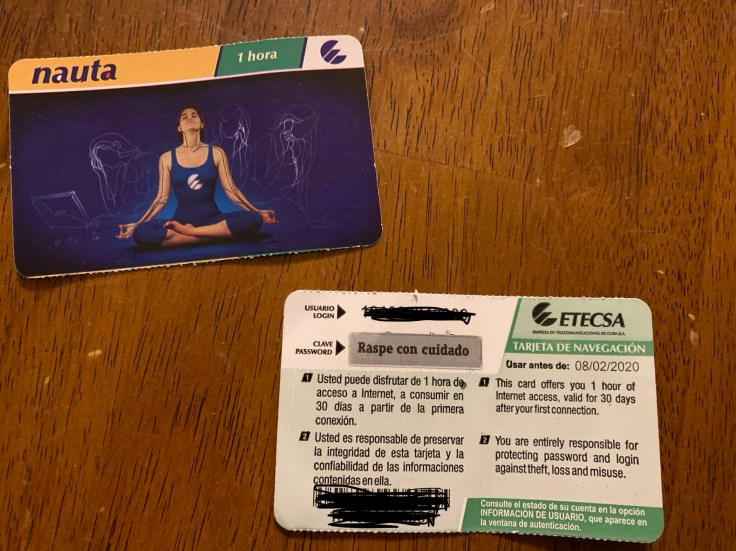 nauta
1 hora
USUARIO
LOGIN
ETECSA
EMPRESA DE TELECOMUNICACIONES DE CUBA S.A.
CLAVE
PASSWORD
Raspe con cuidado
TARJETA DE NAVEGACIÓN
Usar antes de: 08/02/2020
1 Usted puede disfrutar de 1 hora de
acceso a Internet, a consumir en
30 días a partir de la primera
conexión.
2 Usted es responsable de preservar
la integridad de esta tarjeta y la
confiabilidad de las informaciones
contenidas en ella.
1 This card offers you 1 hour of
Internet access, valid for 30 days
after your first connection.
2 You are entirely responsible for
protecting password and login
against theft, loss and misuse.
Consulte el estado de su cuenta en la opción
INFORMACIÓN DE USUARIO, que aparece en
la ventana de autenticación.